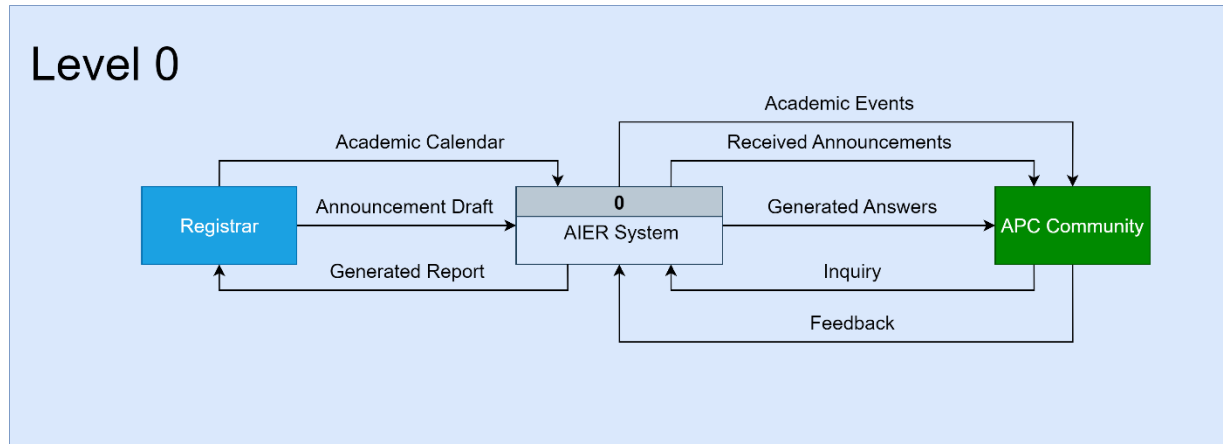 Level 0
Academic Events
Academic Calendar
Received Announcements
0
Registrar
Announcement Draft
AIER System
Generated Answers
APC Community
Generated Report
Inquiry
Feedback